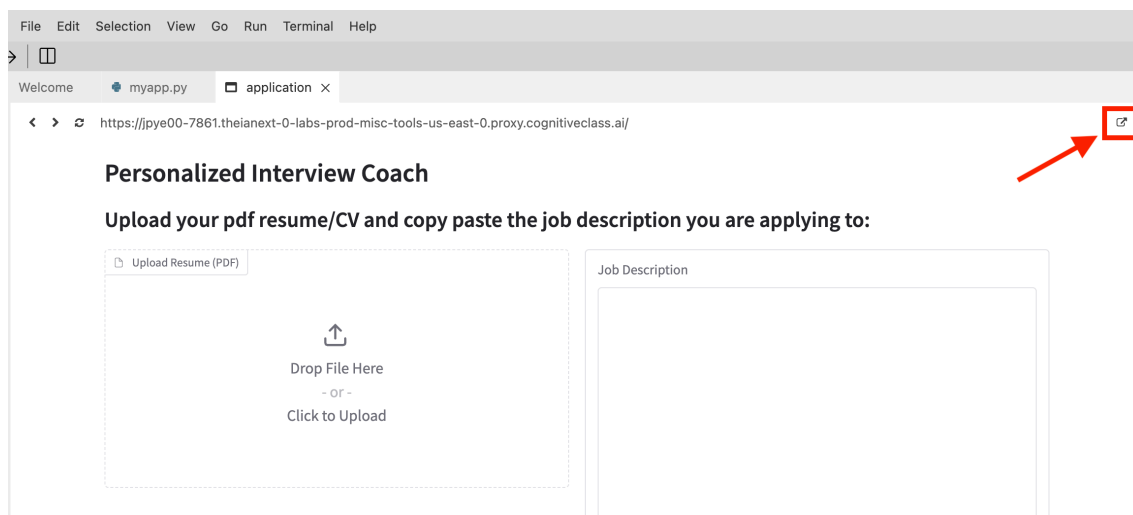 File Edit Selection View Go Run Terminal Help
Welcome myapp.py application
https://jpye00-7861.theianext-0-labs-prod-misc-tools-us-east-0.proxy.cognitiveclass.ai/
Personalized Interview Coach
Upload your pdf resume/CV and copy paste the job description you are applying to:
Upload Resume (PDF)
Drop File Here
- or -
Click to Upload
Job Description